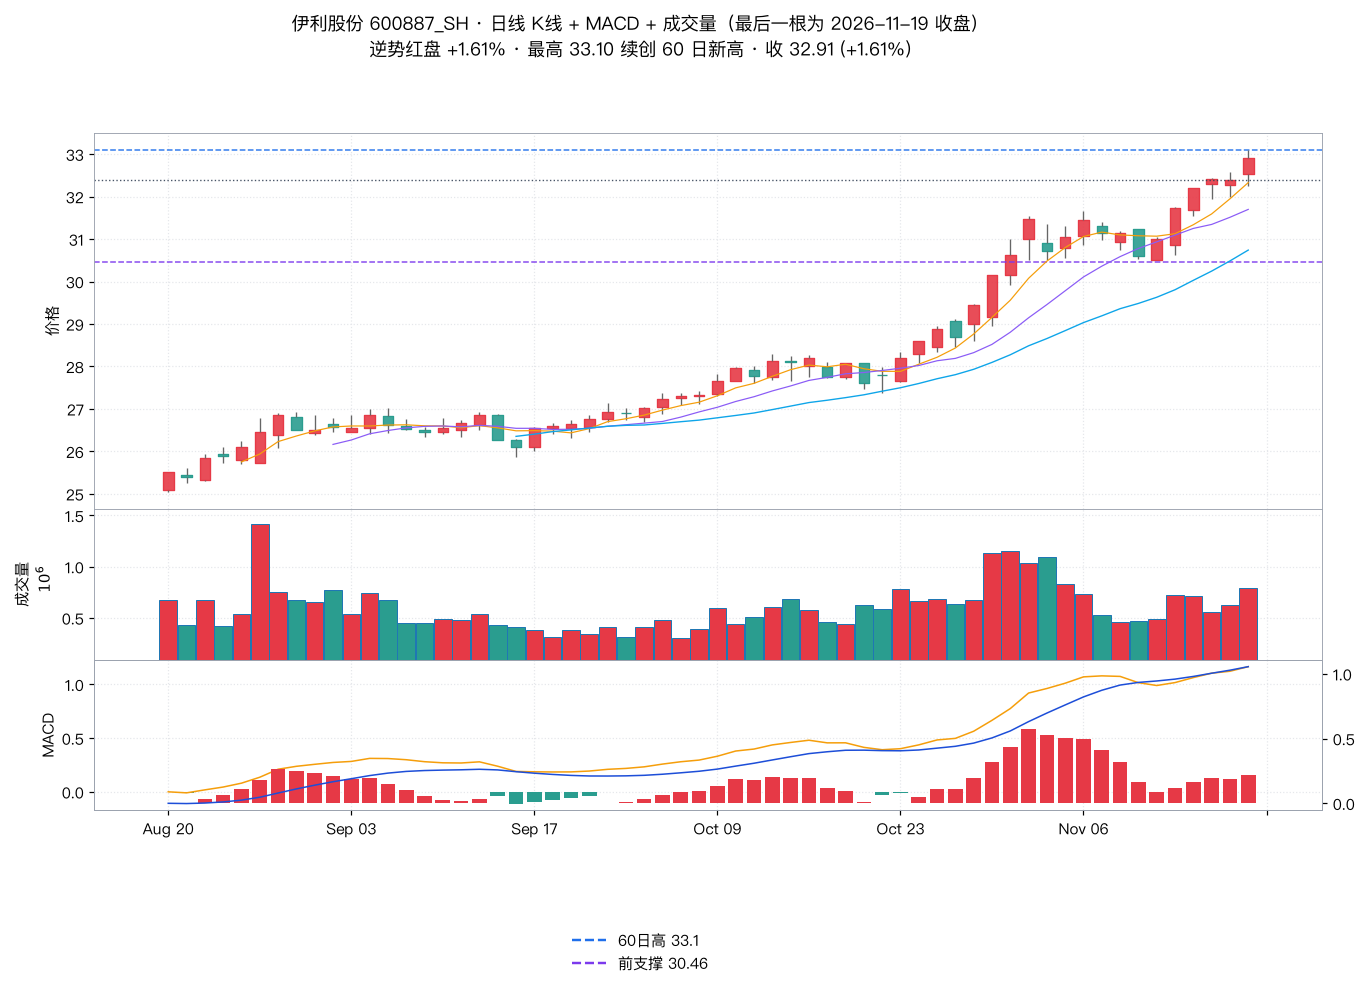 伊利股份 600887_SH · 日线 K线 + MACD + 成交量（最后一根为 2026-11-19 收盘）
逆势红盘 +1.61% · 最高 33.10 续创 60 日新高 · 收 32.91 (+1.61%)
价格
33
32
31
30
29
28
27
26
25
成交量
10⁶
1.5
1.0
0.5
MACD
1.0
0.5
0.0
1.0
0.5
0.0
Aug 20
Sep 03
Sep 17
Oct 09
Oct 23
Nov 06
60日高 33.1
前支撑 30.46